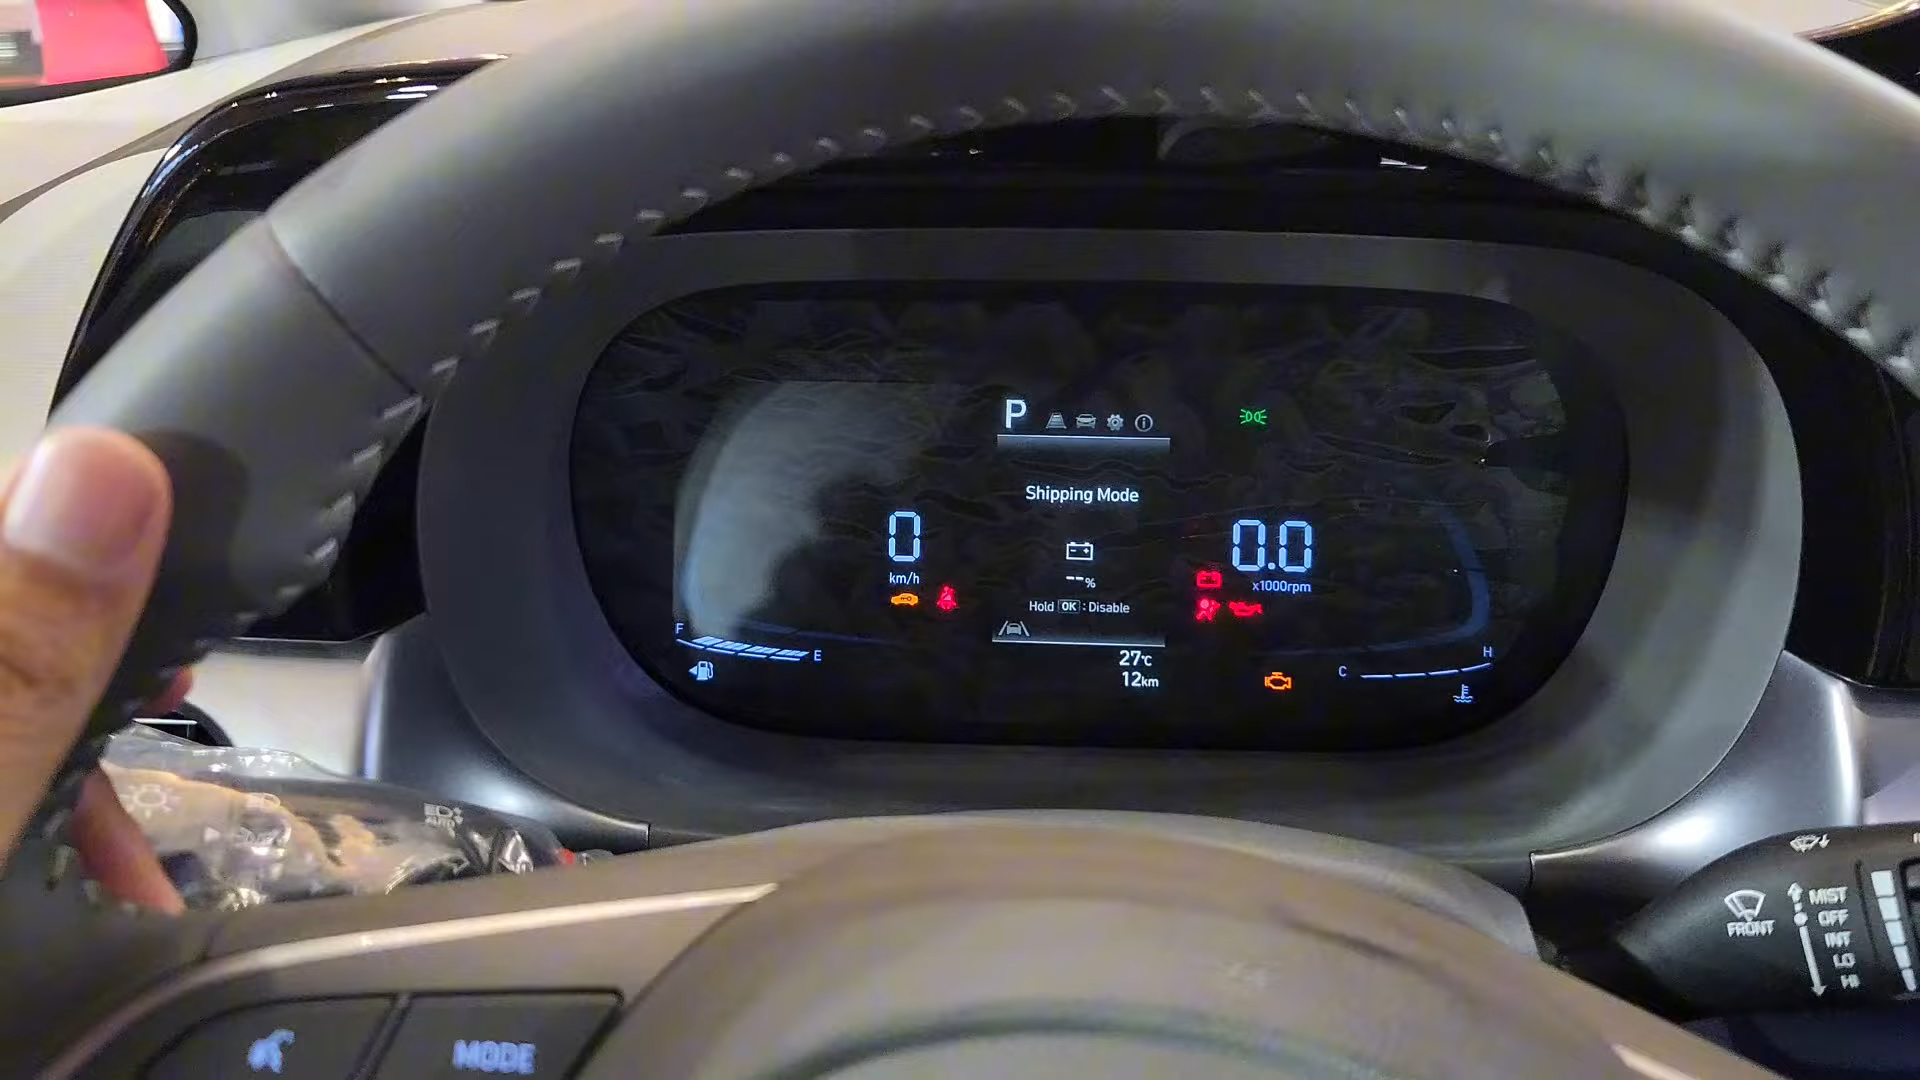 P
Shipping Mode
0
km/h
--%
Hold OK : Disable
0.0
x1000rpm
F
E
27°C
12km
C
H
MODE
FRONT
MIST
OFF
INT
LO
HI